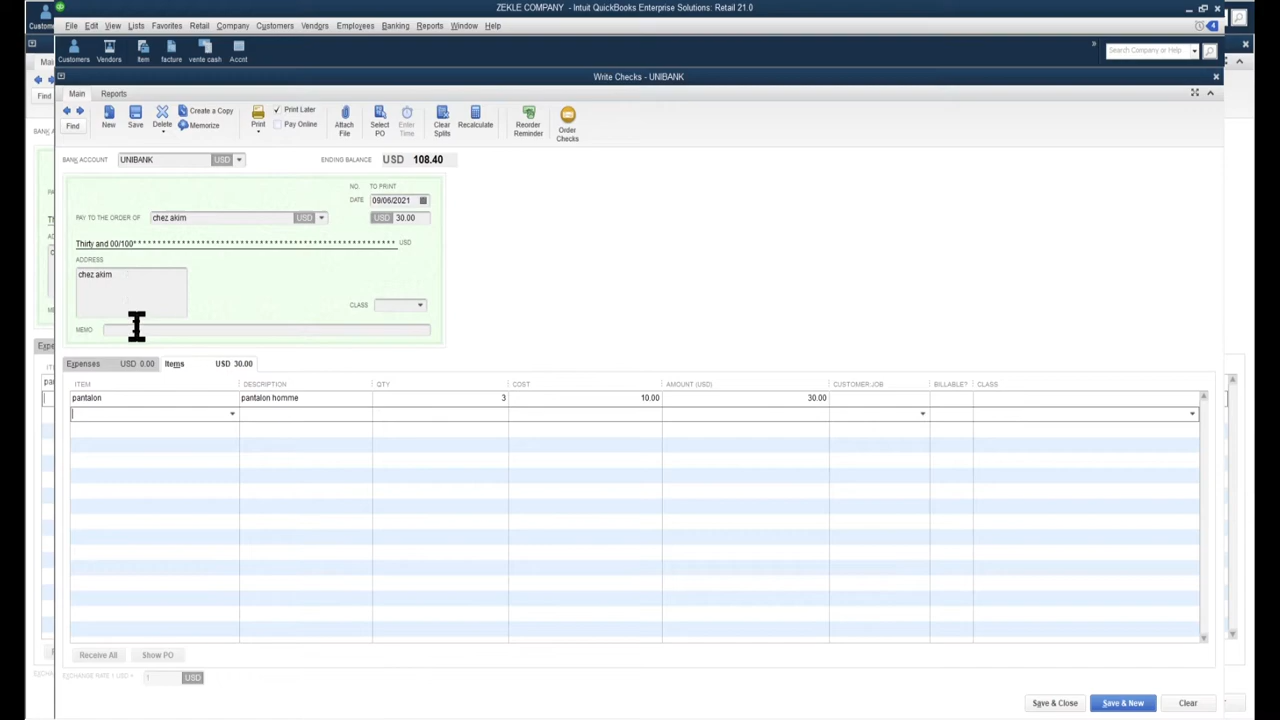 ZEKLE COMPANY - Intuit QuickBooks Enterprise Solutions: Retail 21.0
File Edit View Lists Favorites Retail Company Customers Vendors Employees Banking Reports Window Help 4
Customers Vendors Item facture vente cash Accnt
» Search Company or Help
Write Checks - UNIBANK
Main Reports
Find New Save Delete Create a Copy Memorize Print Print Later Pay Online Attach File Select PO Enter Time Clear Splits Recalculate Reorder Reminder Order Checks
BANK ACCOUNT UNIBANK USD ENDING BALANCE USD 108.40
NO. TO PRINT
DATE 09/06/2021
PAY TO THE ORDER OF chez akim USD USD 30.00
Thirty and 00/100* * * * * * * * * * * * * * * * * * * * * * * * * * * * * * * * * * * * * * * * * * * * * * * * * USD
ADDRESS
chez akim
CLASS
MEMO
Expenses USD 0.00 Items USD 30.00
ITEM DESCRIPTION QTY COST AMOUNT (USD) CUSTOMER:JOB BILLABLE? CLASS
pantalon pantalon homme 3 10.00 30.00
Receive All Show PO
EXCHANGE RATE 1 USD = 1 USD
Save & Close Save & New Clear